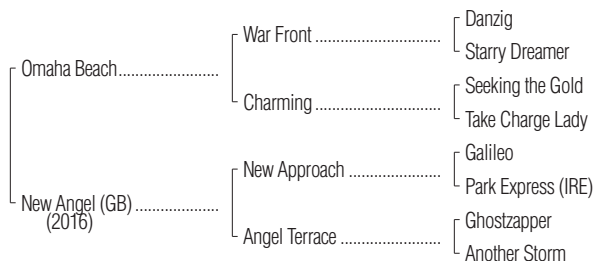 Danzig
War Front ..............................
Starry Dreamer
Omaha Beach.......................
Seeking the Gold
Charming ..............................
Take Charge Lady
Galileo
New Approach ......................
Park Express (IRE)
New Angel (GB) ...................
(2016)
Ghostzapper
Angel Terrace ........................
Another Storm